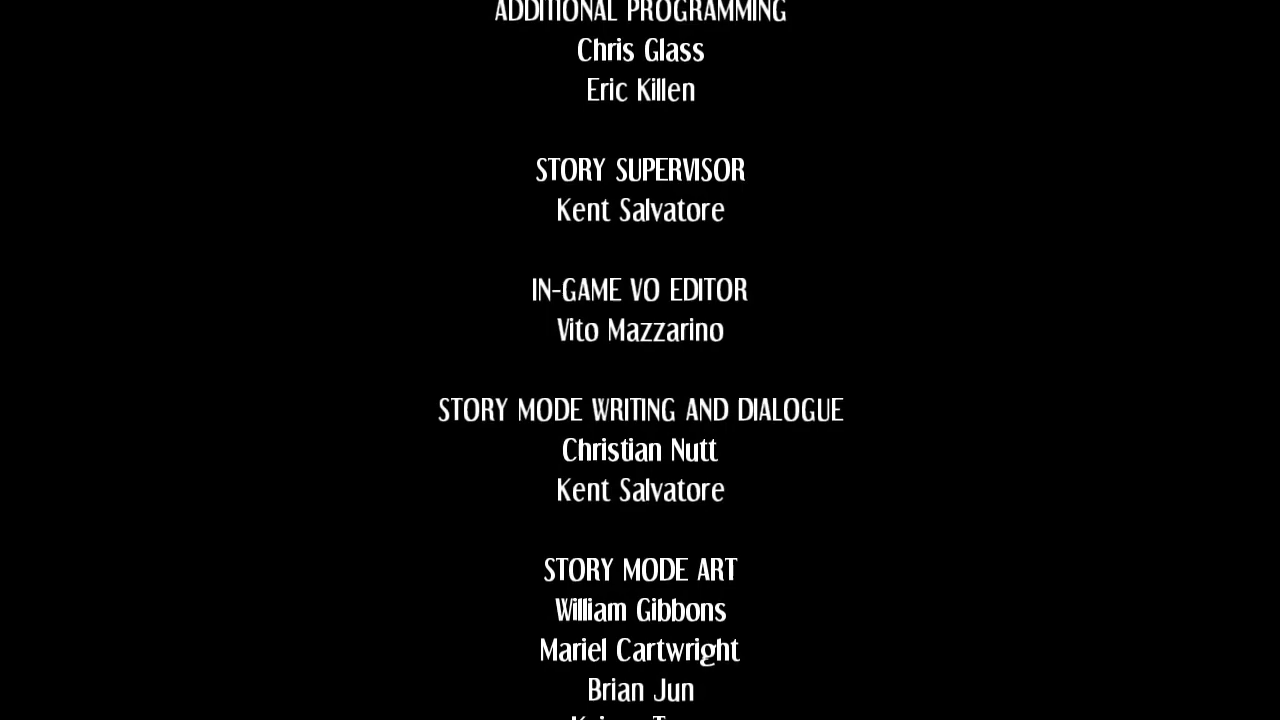 ADDITIONAL PROGRAMMING
Chris Glass
Eric Killen
STORY SUPERVISOR
Kent Salvatore
IN-GAME VO EDITOR
Vito Mazzarino
STORY MODE WRITING AND DIALOGUE
Christian Nutt
Kent Salvatore
STORY MODE ART
William Gibbons
Mariel Cartwright
Brian Jun